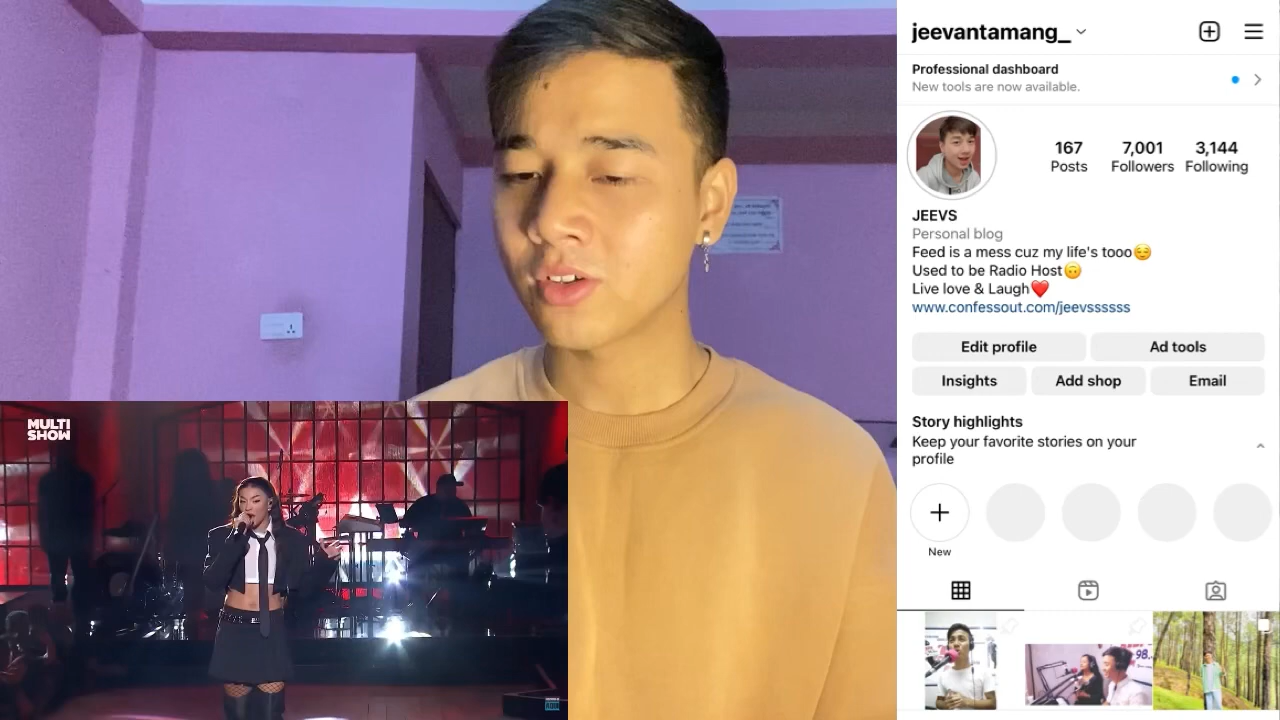 jeevantamang_
Professional dashboard
New tools are now available.
167
Posts
7,001
Followers
3,144
Following
JEEVS
Personal blog
Feed is a mess cuz my life's tooo😌
Used to be Radio Host🙃
Live love & Laugh❤️
www.confessout.com/jeevssssss
Edit profile
Ad tools
Insights
Add shop
Email
Story highlights
Keep your favorite stories on your
profile
New
MULTI
SHOW
98.